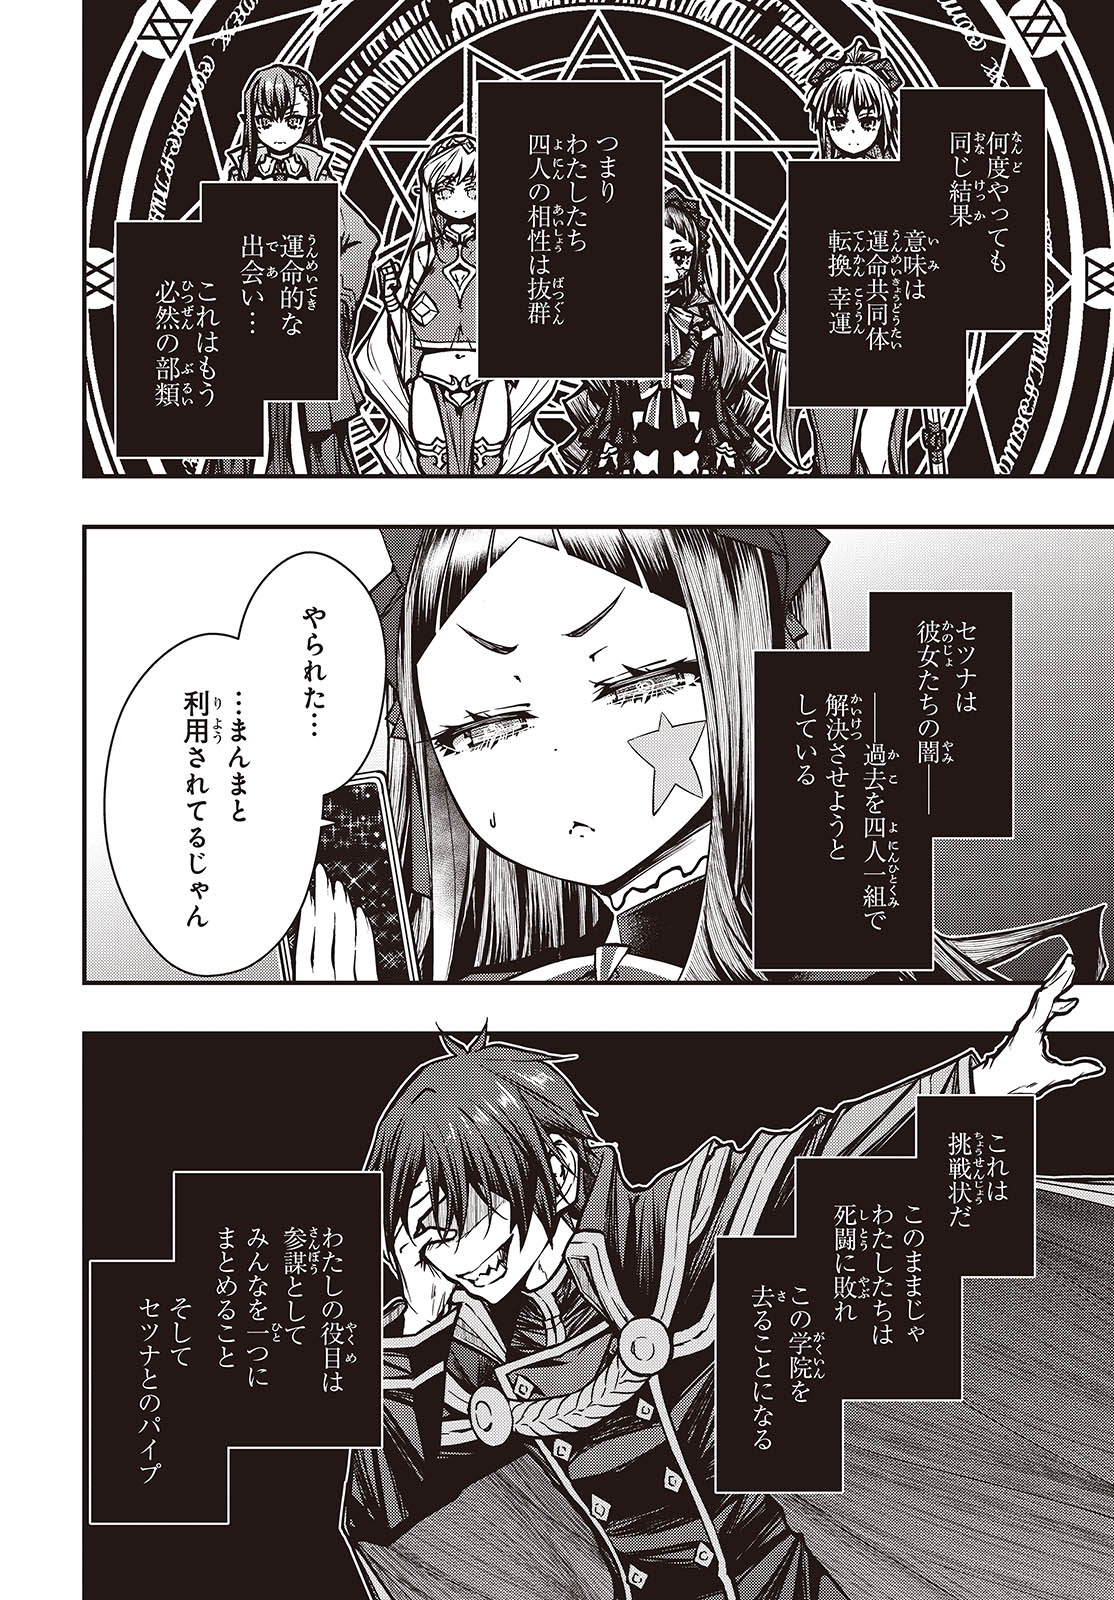 何度やっても
同じ結果
意味は
運命共同体
転換 幸運
つまり
わたしたち
四人の相性は抜群
運命的な
出会い…
これはもう
必然の部類
セツナは
彼女たちの闇――
――過去を四人一組で
解決させようと
している
やられた…
…まんまと
利用されてるじゃん
これは
挑戦状だ
このままじゃ
わたしたちは
死闘に敗れ
この学院を
去ることになる
わたしの役目は
参謀として
みんなを一つに
まとめること
そして
セツナとのパイプ